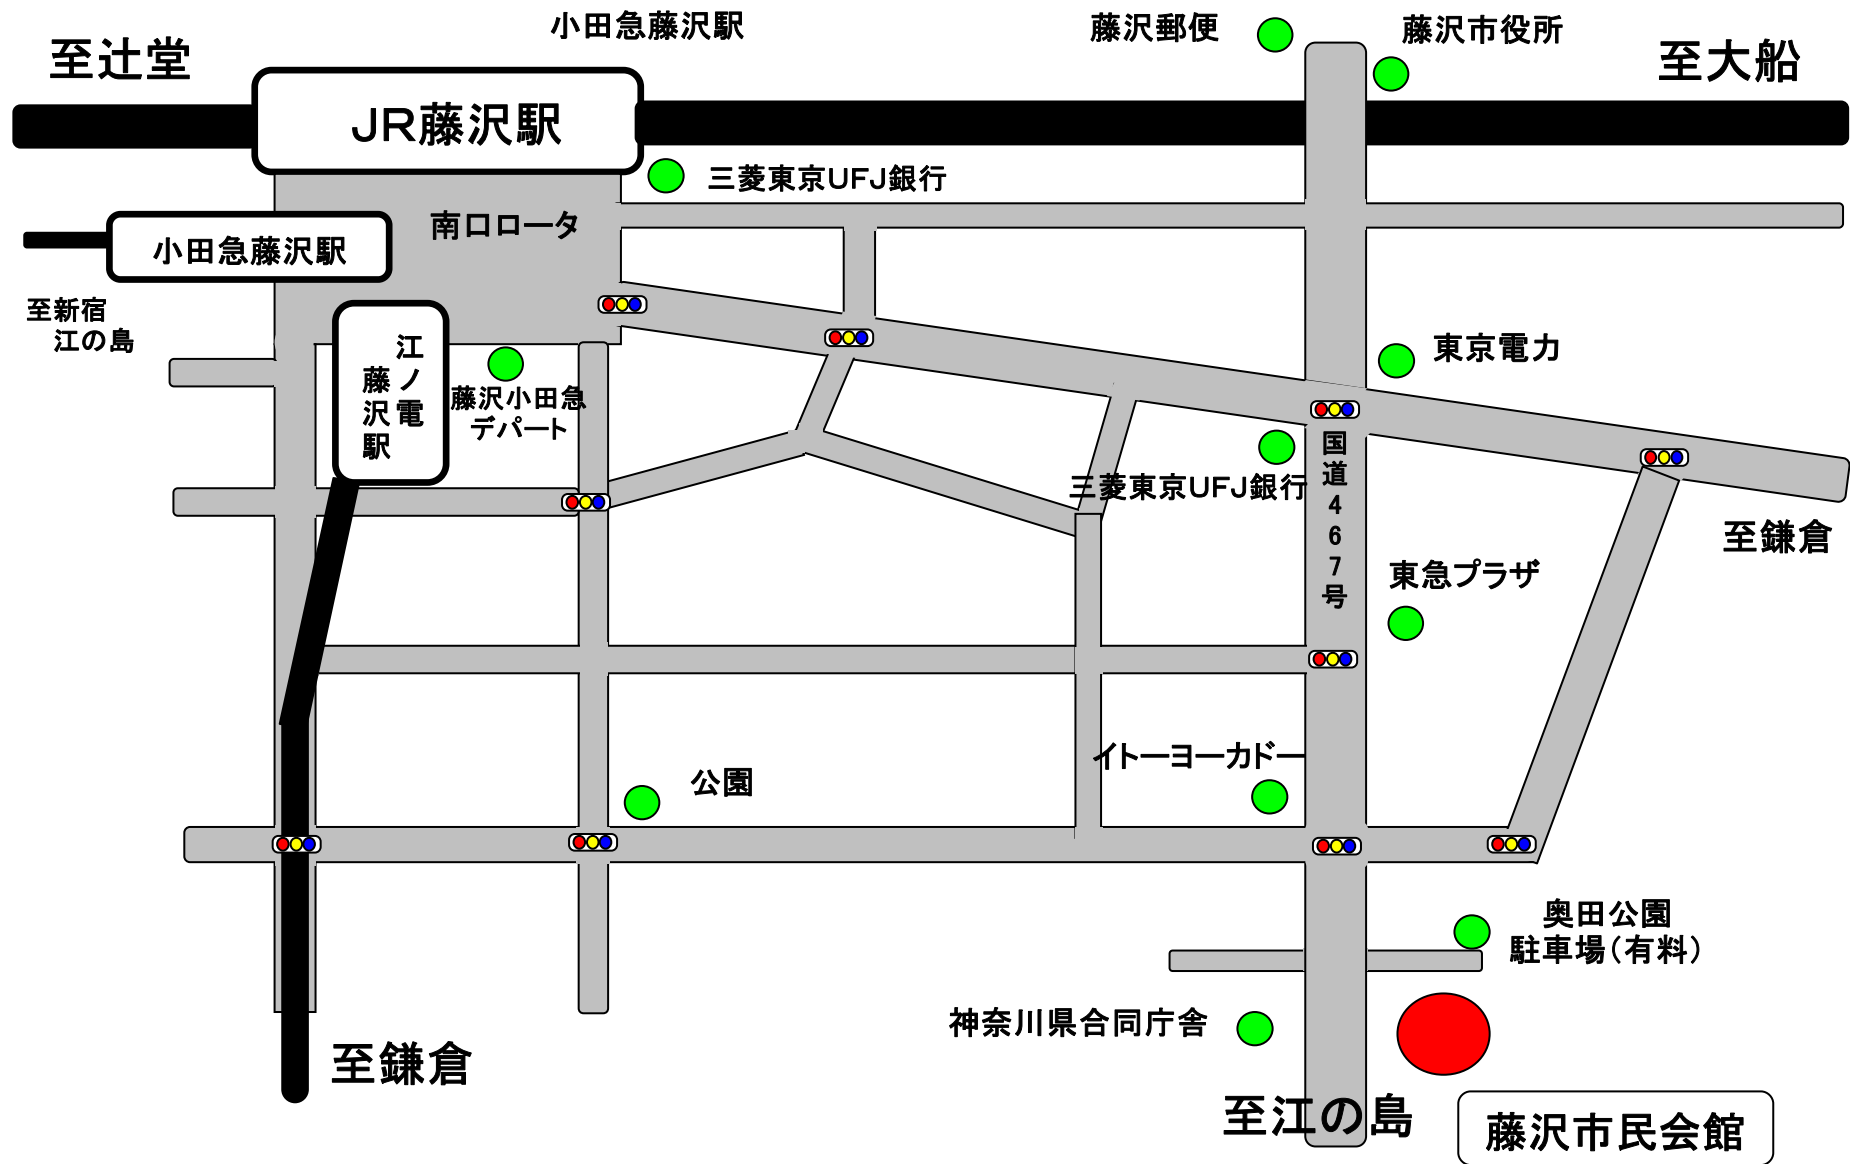 小田急藤沢駅
藤沢郵便
藤沢市役所
至辻堂
至大船
JR藤沢駅
三菱東京UFJ銀行
南口ロータ
小田急藤沢駅
至新宿
江の島
江ノ電
藤沢駅
藤沢小田急
デパート
東京電力
国道467号
三菱東京UFJ銀行
至鎌倉
東急プラザ
イトーヨーカドー
公園
奥田公園
駐車場(有料)
神奈川県合同庁舎
至鎌倉
至江の島
藤沢市民会館